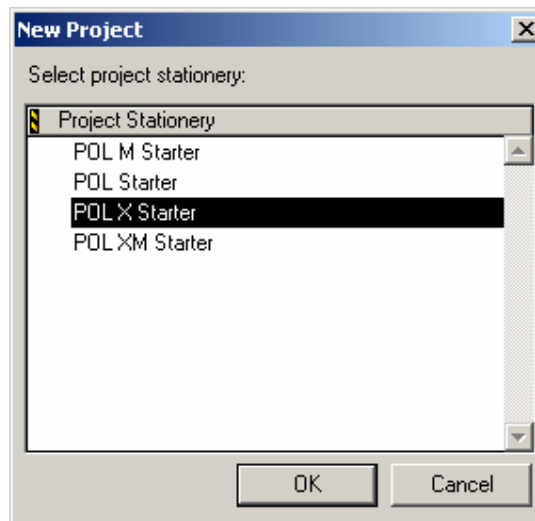 New Project
Select project stationery:
Project Stationery
POL M Starter
POL Starter
POL X Starter
POL XM Starter
OK
Cancel